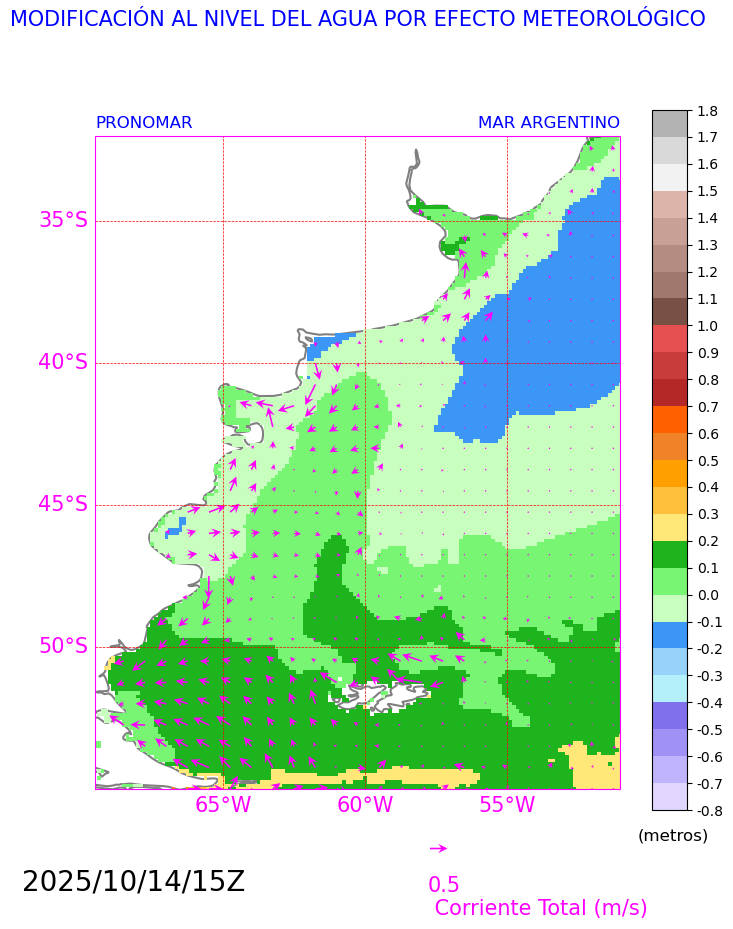 MODIFICACIÓN AL NIVEL DEL AGUA POR EFECTO METEOROLÓGICO
PRONOMAR MAR ARGENTINO
35°S
40°S
45°S
50°S
65°W 60°W 55°W
1.8
1.7
1.6
1.5
1.4
1.3
1.2
1.1
1.0
0.9
0.8
0.7
0.6
0.5
0.4
0.3
0.2
0.1
0.0
-0.1
-0.2
-0.3
-0.4
-0.5
-0.6
-0.7
-0.8
(metros)
2025/10/14/15Z
0.5
Corriente Total (m/s)